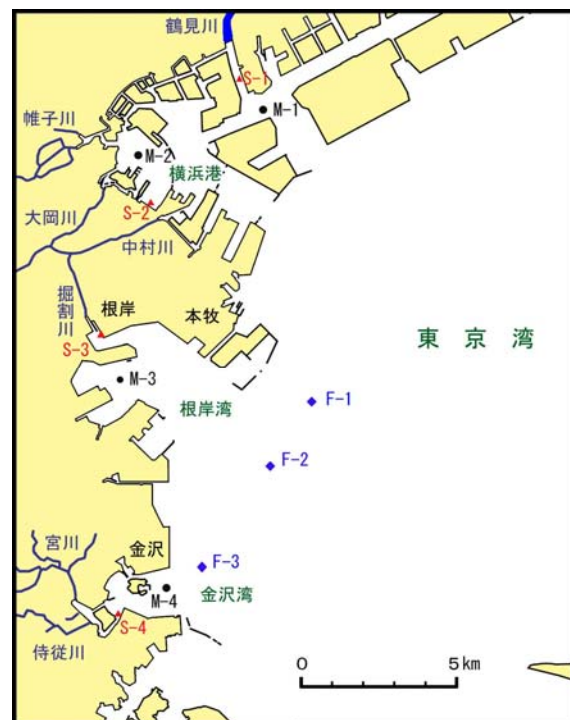 鶴見川
S-1
M-1
帷子川
M-2
横浜港
S-2
大岡川
中村川
掘割川
根岸
本牧
S-3
東京湾
M-3
根岸湾
F-1
F-2
宮川
金沢
F-3
M-4
金沢湾
S-4
侍従川
0 5km